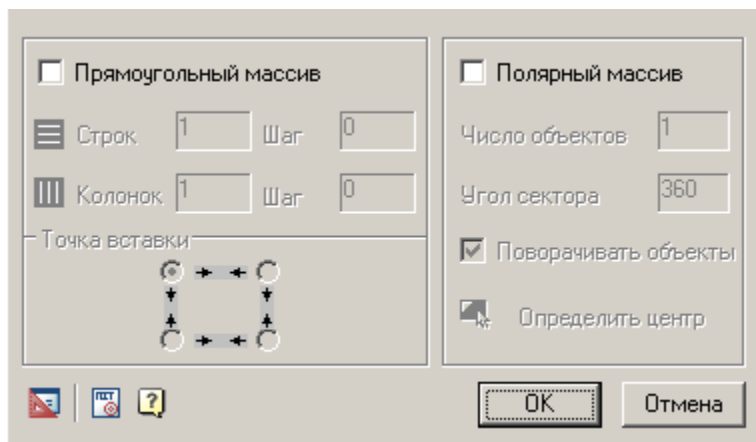 Прямоугольный массив
Строк 1 Шаг 0
Колонок 1 Шаг 0
Точка вставки
Полярный массив
Число объектов 1
Угол сектора 360
Поворачивать объекты
Определить центр
ГОСТ
?
OK
Отмена